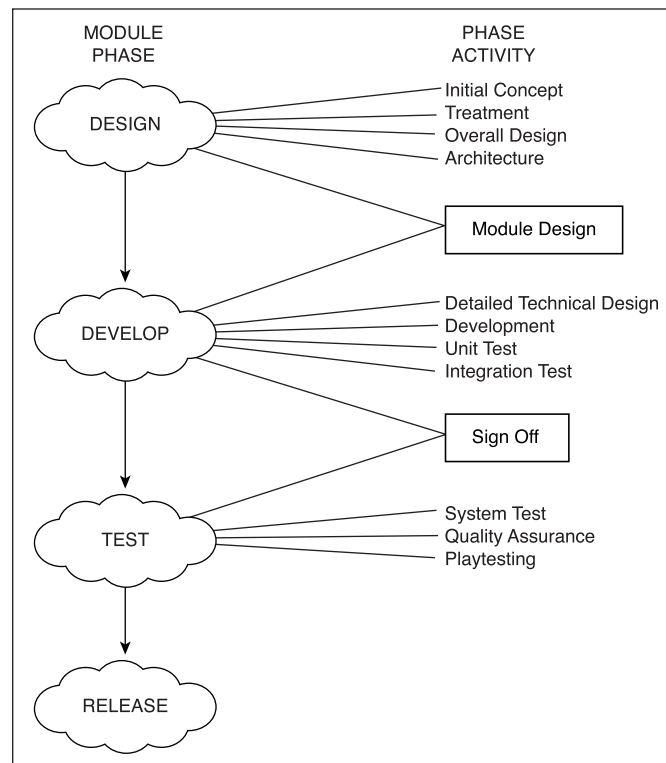 MODULE
PHASE
PHASE
ACTIVITY
DESIGN
Initial Concept
Treatment
Overall Design
Architecture
Module Design
DEVELOP
Detailed Technical Design
Development
Unit Test
Integration Test
Sign Off
TEST
System Test
Quality Assurance
Playtesting
RELEASE